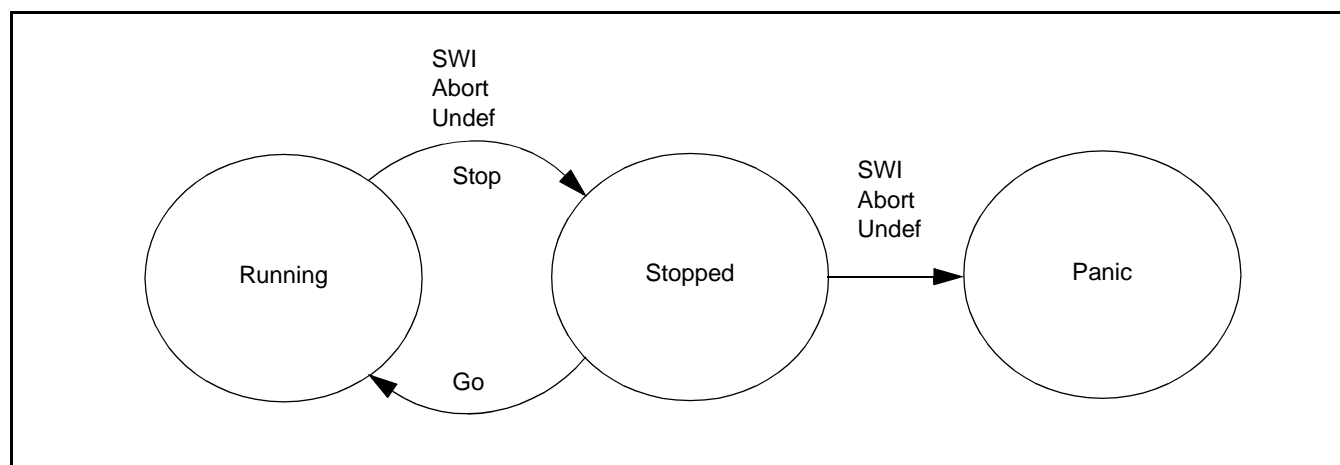 SWI
Abort
Undef
Stop
SWI
Abort
Undef
Running
Stopped
Panic
Go